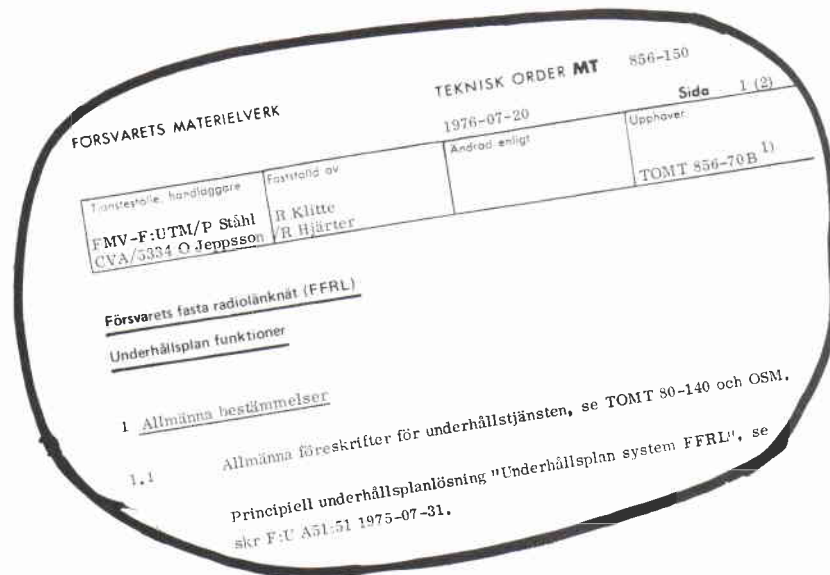 FÖRSVARETS MATERIELVERK
TEKNISK ORDER MT 856-150
1976-07-20
Sida 1 (2)
Tjänsteställe, handläggare
Fastställd av
Ändrad enligt
Upphäver
FMV-F:UTM/P Ståhl
R Klitte
TOMT 856-70B 1)
CVA/5334 O Jeppsson
/R Hjärter
Försvarets fasta radiolänknät (FFRL)
Underhållsplan funktioner
1 Allmänna bestämmelser
1.1 Allmänna föreskrifter för underhållstjänsten, se TOMT 80-140 och OSM.
Principiell underhållsplanlösning "Underhållsplan system FFRL", se
skr F:U A51:51 1975-07-31.